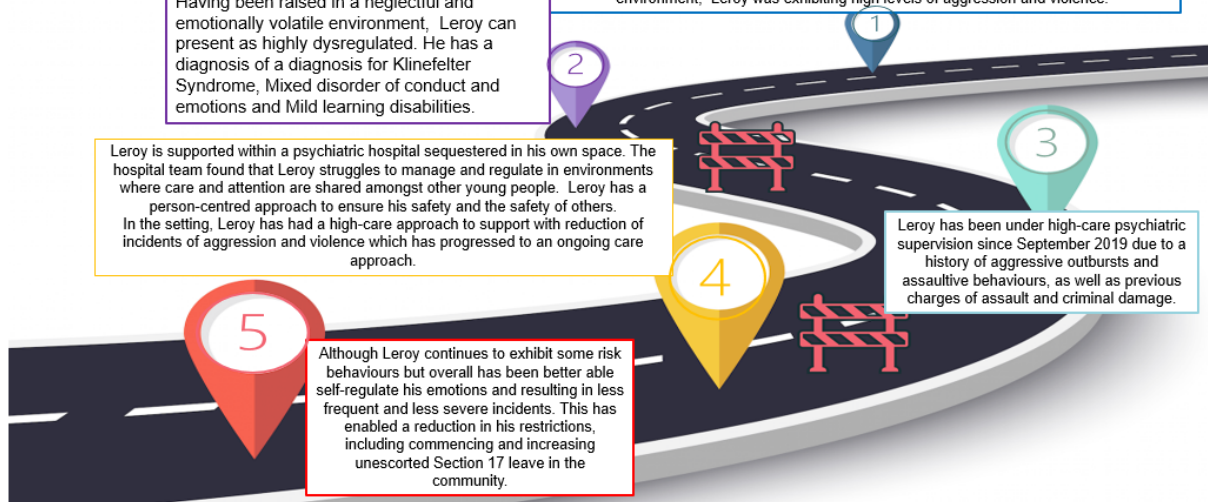 environment, Leroy was exhibiting high levels of aggression and violence.
1
Having been raised in a neglectful and
emotionally volatile environment, Leroy can
present as highly dysregulated. He has a
diagnosis of a diagnosis for Klinefelter
Syndrome, Mixed disorder of conduct and
emotions and Mild learning disabilities.
2
3
Leroy has been under high-care psychiatric
supervision since September 2019 due to a
history of aggressive outbursts and
assaultive behaviours, as well as previous
charges of assault and criminal damage.
Leroy is supported within a psychiatric hospital sequestered in his own space. The
hospital team found that Leroy struggles to manage and regulate in environments
where care and attention are shared amongst other young people. Leroy has a
person-centred approach to ensure his safety and the safety of others.
In the setting, Leroy has had a high-care approach to support with reduction of
incidents of aggression and violence which has progressed to an ongoing care
approach.
4
5
Although Leroy continues to exhibit some risk
behaviours but overall has been better able
self-regulate his emotions and resulting in less
frequent and less severe incidents. This has
enabled a reduction in his restrictions,
including commencing and increasing
unescorted Section 17 leave in the
community.